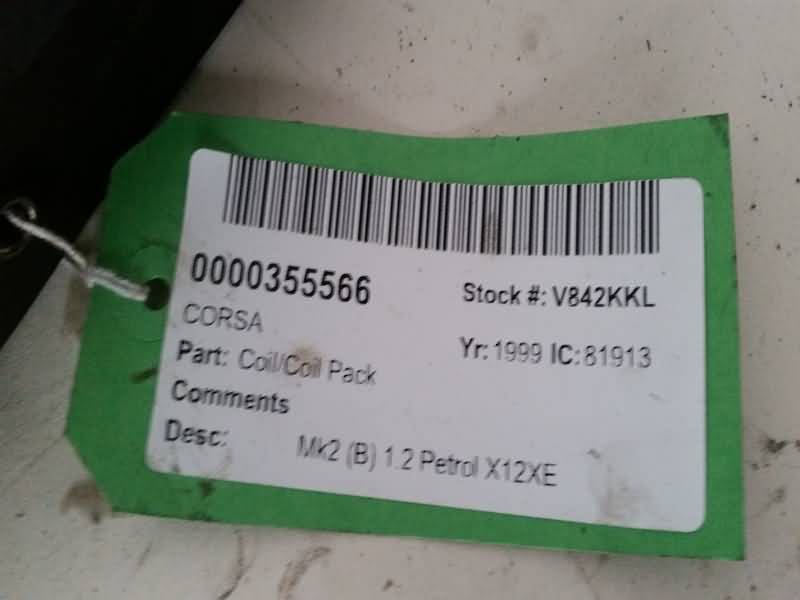 0000355566
Stock #: V842KKL
CORSA
Yr: 1999 IC: 81913
Part: Coil/Coil Pack
Comments
Desc: Mk2 (B) 1.2 Petrol X12XE